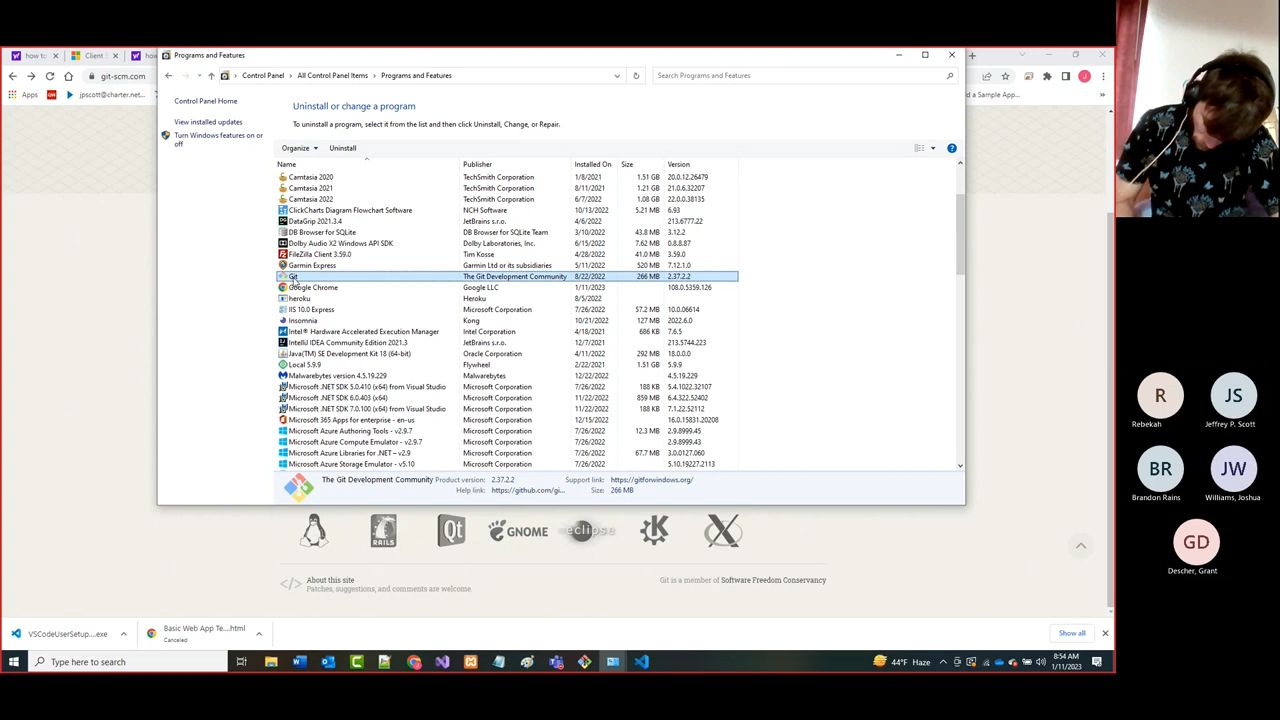 how to
Client S
how
Programs and Features
git-scm.com
Control Panel
All Control Panel Items
Programs and Features
Search Programs and Features
J
Apps
jpscott@charter.net
d a Sample App...
Control Panel Home
View installed updates
Turn Windows features on or
off
Uninstall or change a program
To uninstall a program, select it from the list and then click Uninstall, Change, or Repair.
Organize
Uninstall
Name Publisher Installed On Size Version
Camtasia 2020 TechSmith Corporation 1/8/2021 1.51 GB 20.0.12.26479
Camtasia 2021 TechSmith Corporation 8/11/2021 1.21 GB 21.0.6.32207
Camtasia 2022 TechSmith Corporation 6/7/2022 1.08 GB 22.0.0.38135
ClickCharts Diagram Flowchart Software NCH Software 10/13/2022 5.21 MB 6.93
DataGrip 2021.3.4 JetBrains s.r.o. 4/6/2022 213.6777.22
DB Browser for SQLite DB Browser for SQLite Team 3/10/2022 43.8 MB 3.12.2
Dolby Audio X2 Windows API SDK Dolby Laboratories, Inc. 6/15/2022 7.62 MB 0.8.8.87
FileZilla Client 3.59.0 Tim Kosse 4/28/2022 41.0 MB 3.59.0
Garmin Express Garmin Ltd or its subsidiaries 5/11/2022 520 MB 7.12.1.0
Git The Git Development Community 8/22/2022 266 MB 2.37.2.2
Google Chrome Google LLC 1/11/2023 108.0.5359.126
heroku Heroku 8/5/2022
IIS 10.0 Express Microsoft Corporation 7/26/2022 57.2 MB 10.0.06614
Insomnia Kong 10/21/2022 127 MB 2022.6.0
Intel® Hardware Accelerated Execution Manager Intel Corporation 4/18/2021 686 KB 7.6.5
IntelliJ IDEA Community Edition 2021.3 JetBrains s.r.o. 12/7/2021 213.5744.223
Java(TM) SE Development Kit 18 (64-bit) Oracle Corporation 4/11/2022 292 MB 18.0.0.0
Local 5.9.9 Flywheel 2/22/2021 1.51 GB 5.9.9
Malwarebytes version 4.5.19.229 Malwarebytes 12/22/2022 4.5.19.229
Microsoft .NET SDK 5.0.410 (x64) from Visual Studio Microsoft Corporation 7/26/2022 188 KB 5.4.1022.32107
Microsoft .NET SDK 6.0.403 (x64) Microsoft Corporation 11/22/2022 859 MB 6.4.322.52402
Microsoft .NET SDK 7.0.100 (x64) from Visual Studio Microsoft Corporation 11/22/2022 188 KB 7.1.22.52112
Microsoft 365 Apps for enterprise - en-us Microsoft Corporation 12/15/2022 16.0.15831.20208
Microsoft Azure Authoring Tools - v2.9.7 Microsoft Corporation 7/26/2022 12.3 MB 2.9.8999.45
Microsoft Azure Compute Emulator - v2.9.7 Microsoft Corporation 7/26/2022 2.9.8999.43
Microsoft Azure Libraries for .NET – v2.9 Microsoft Corporation 7/26/2022 67.7 MB 3.0.0127.060
Microsoft Azure Storage Emulator - v5.10 Microsoft Corporation 7/26/2022 5.10.19227.2113
The Git Development Community Product version: 2.37.2.2 Support link: https://gitforwindows.org/
Help link: https://github.com/gi... Size: 266 MB
RAILS
Qt
GNOME
eclipse
About this site
Patches, suggestions, and comments are welcome.
Git is a member of Software Freedom Conservancy
VSCodeUserSetup....exe
Basic Web App Te....html
Canceled
Show all
Type here to search
44°F Haze
8:54 AM
1/11/2023
R
Rebekah
JS
Jeffrey P. Scott
BR
Brandon Rains
JW
Williams, Joshua
GD
Descher, Grant